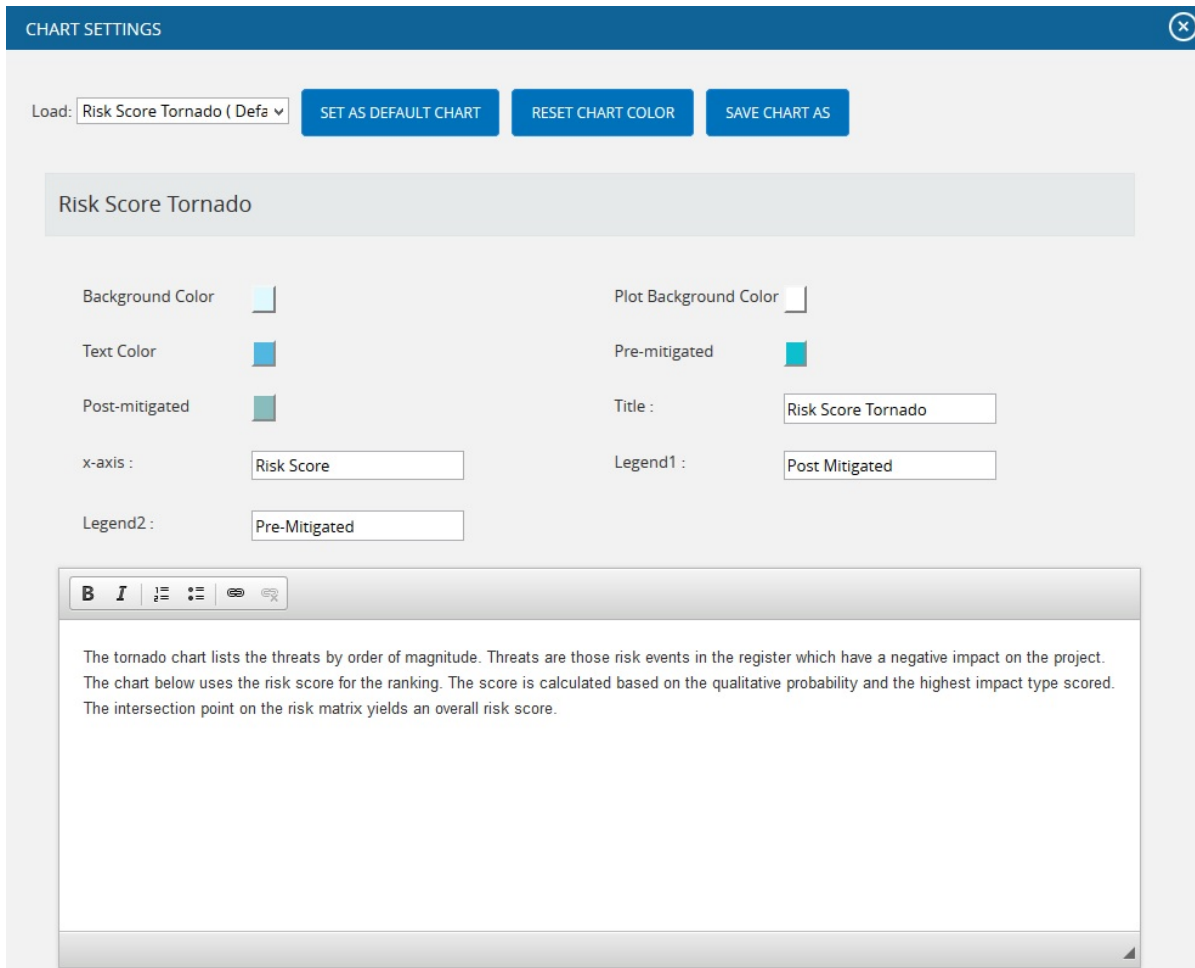 CHART SETTINGS
Load: Risk Score Tornado ( Defa
SET AS DEFAULT CHART
RESET CHART COLOR
SAVE CHART AS
Risk Score Tornado
Background Color
Plot Background Color
Text Color
Pre-mitigated
Post-mitigated
Title : Risk Score Tornado
x-axis : Risk Score
Legend1 : Post Mitigated
Legend2 : Pre-Mitigated
B I
The tornado chart lists the threats by order of magnitude. Threats are those risk events in the register which have a negative impact on the project.
The chart below uses the risk score for the ranking. The score is calculated based on the qualitative probability and the highest impact type scored.
The intersection point on the risk matrix yields an overall risk score.